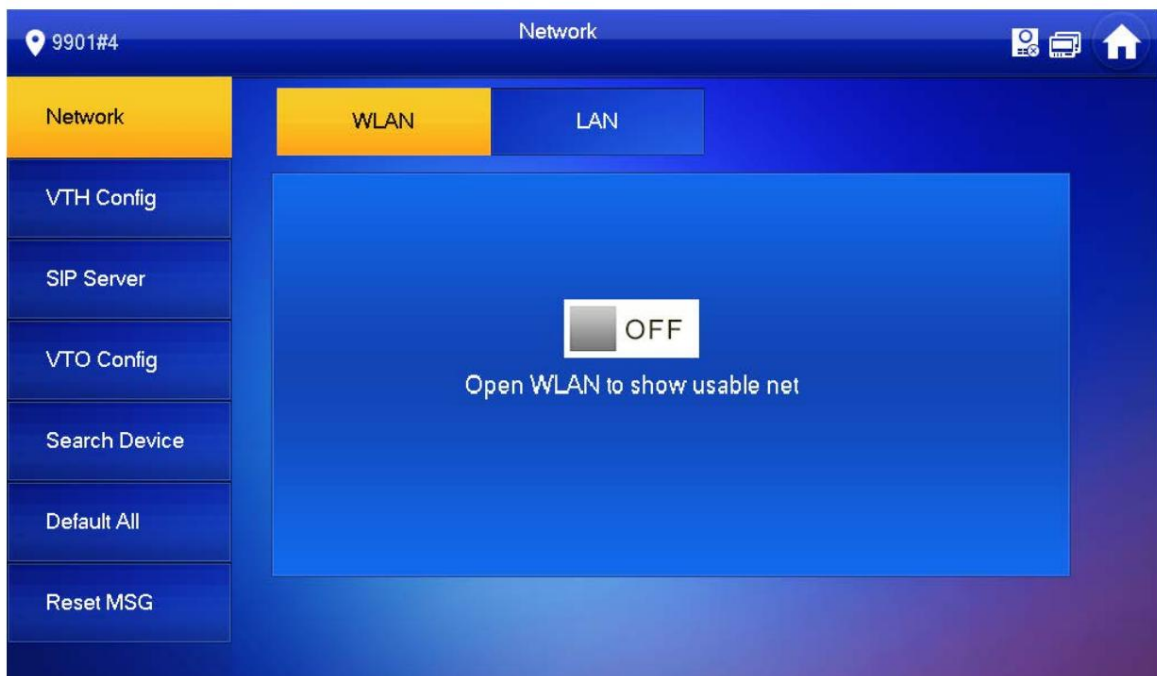 9901#4
Network
Network
WLAN
LAN
VTH Config
SIP Server
OFF
VTO Config
Open WLAN to show usable net
Search Device
Default All
Reset MSG